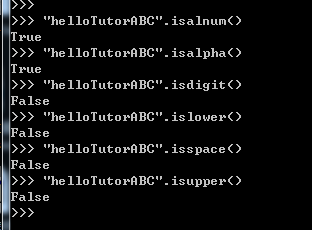 >>>
>>> "helloTutorABC".isalnum()
True
>>> "helloTutorABC".isalpha()
True
>>> "helloTutorABC".isdigit()
False
>>> "helloTutorABC".islower()
False
>>> "helloTutorABC".isspace()
False
>>> "helloTutorABC".isupper()
False
>>>